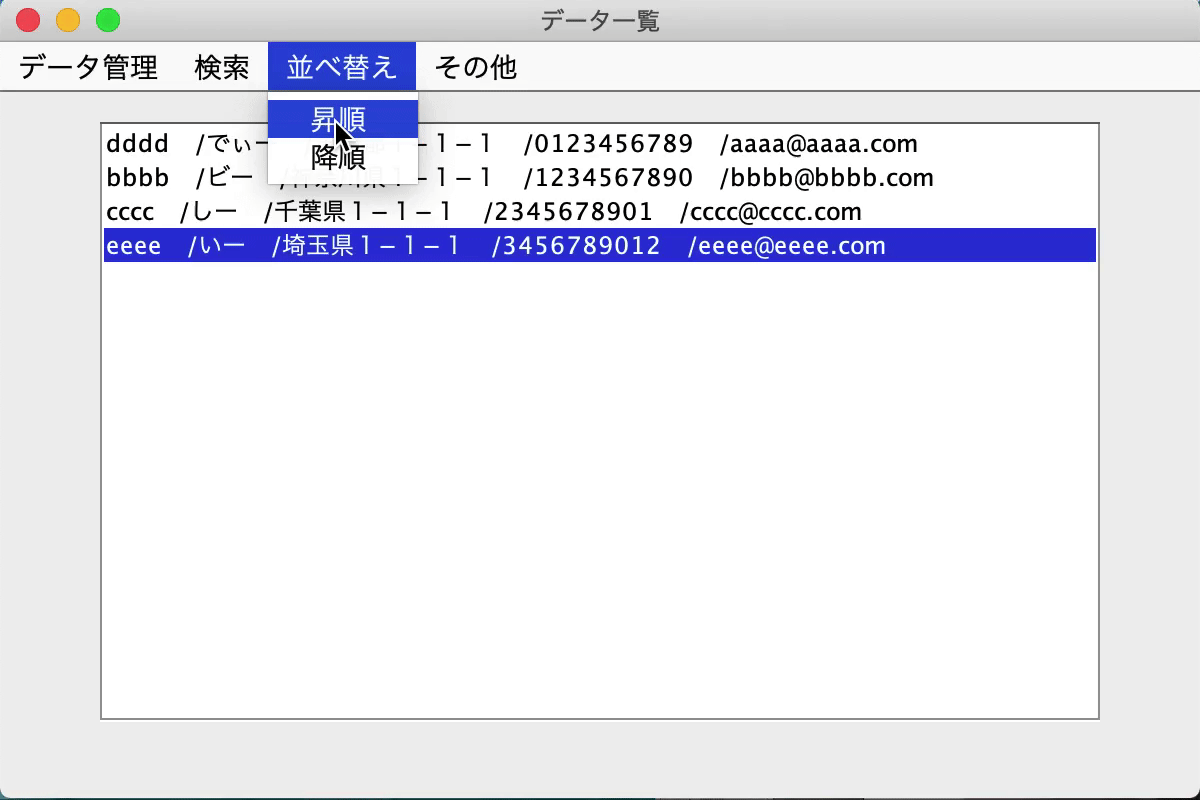 データ一覧
データ管理 検索 並べ替え その他
昇順
降順
dddd /でぃー １－１ /0123456789 /aaaa@aaaa.com
bbbb /ビー /神奈川県１－１－１ /1234567890 /bbbb@bbbb.com
cccc /しー /千葉県１－１－１ /2345678901 /cccc@cccc.com
eeee /いー /埼玉県１－１－１ /3456789012 /eeee@eeee.com